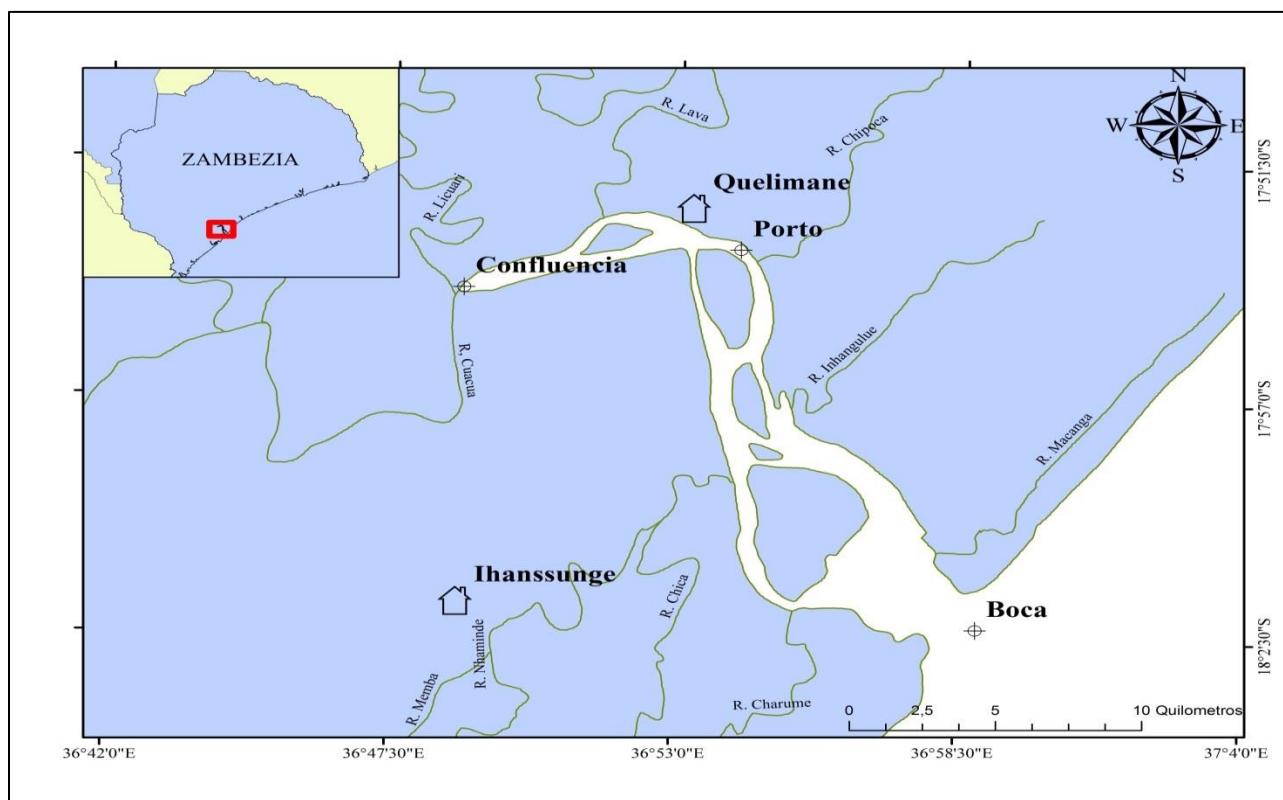 ZAMBEZIA
N
W
E
S
R. Lava
R. Chipoca
R. Licuari
Quelimane
Porto
Confluencia
R, Cuacua
R. Inhangulue
R. Macanga
Ihanssunge
R. Chica
R. Nhaminde
R. Memba
R. Charume
Boca
0 2,5 5 10 Quilometros
17°51'30"S
17°57'0"S
18°2'30"S
36°42'0"E 36°47'30"E 36°53'0"E 36°58'30"E 37°4'0"E